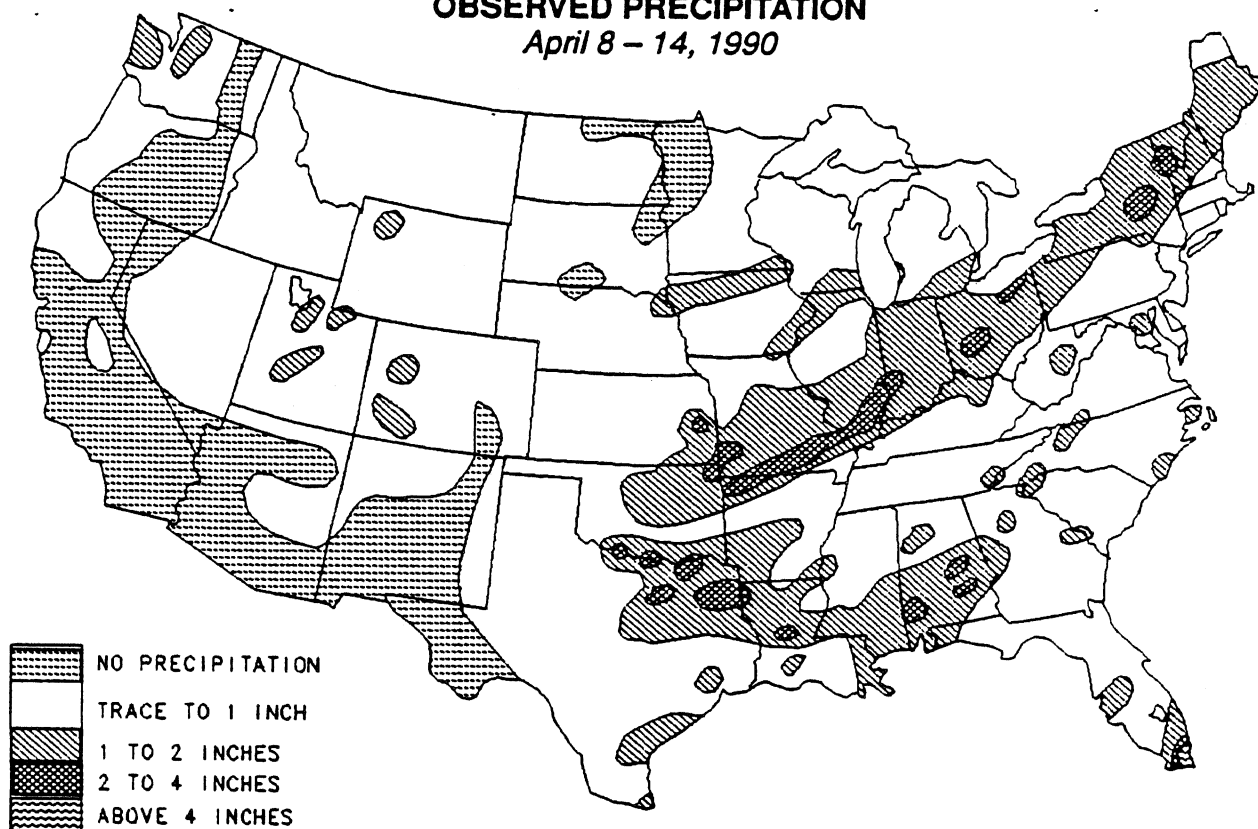 OBSERVED PRECIPITATION
April 8 – 14, 1990
NO PRECIPITATION
TRACE TO 1 INCH
1 TO 2 INCHES
2 TO 4 INCHES
ABOVE 4 INCHES